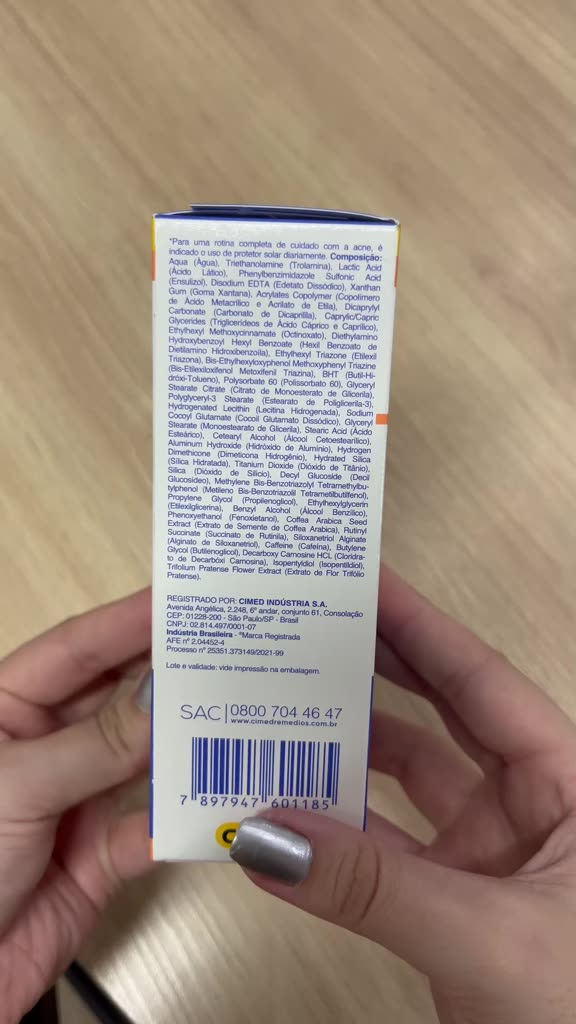 *Para uma rotina completa de cuidado com a acne, é
indicado o uso de protetor solar diariamente. Composição:
Aqua (Água), Triethanolamine (Trolamina), Lactic Acid
(Ácido Lático), Phenylbenzimidazole Sulfonic Acid
(Ensulizol), Disodium EDTA (Edetato Dissódico), Xanthan
Gum (Goma Xantana), Acrylates Copolymer (Copolímero
de Ácido Metacrílico e Acrilato de Etila), Dicaprylyl
Carbonate (Carbonato de Dicaprilila), Caprylic/Capric
Glycerides (Triglicerídeos de Ácido Cáprico e Caprílico),
Ethylhexyl Methoxycinnamate (Octinoxato), Diethylamino
Hydroxybenzoyl Hexyl Benzoate (Hexil Benzoato de
Dietilamino Hidroxibenzoíla), Ethylhexyl Triazone (Etilexil
Triazona), Bis-Ethylhexyloxyphenol Methoxyphenyl Triazine
(Bis-Etilexiloxifenol Metoxifenil Triazina), BHT (Butil-Hi-
dróxi-Tolueno), Polysorbate 60 (Polissorbato 60), Glyceryl
Stearate Citrate (Citrato de Monoesterato de Glicerila),
Polyglyceryl-3 Stearate (Estearato de Poliglicerila-3),
Hydrogenated Lecithin (Lecitina Hidrogenada), Sodium
Cocoyl Glutamate (Cocoil Glutamato Dissódico), Glyceryl
Stearate (Monoestearato de Glicerila), Stearic Acid (Ácido
Esteárico), Cetearyl Alcohol (Álcool Cetoestearílico),
Aluminum Hydroxide (Hidróxido de Alumínio), Hydrogen
Dimethicone (Dimeticona Hidrogênio), Hydrated Silica
(Sílica Hidratada), Titanium Dioxide (Dióxido de Titânio),
Silica (Dióxido de Silício), Decyl Glucoside (Decil
Glucosídeo), Methylene Bis-Benzotriazolyl Tetramethylbu-
tylphenol (Metileno Bis-Benzotriazolil Tetrametilbutilfenol),
Propylene Glycol (Propilenoglicol), Ethylhexylglycerin
(Etilexilglicerina), Benzyl Alcohol (Álcool Benzílico),
Phenoxyethanol (Fenoxietanol), Coffea Arabica Seed
Extract (Extrato de Semente de Coffea Arabica), Rutinyl
Succinate (Succinato de Rutinila), Siloxanetriol Alginate
(Alginato de Siloxanetriol), Caffeine (Cafeína), Butylene
Glycol (Butilenoglicol), Decarboxy Carnosine HCL (Cloridra-
to de Decarbóxi Carnosina), Isopentyldiol (Isopentildiol),
Trifolium Pratense Flower Extract (Extrato de Flor Trifólio
Pratense).
REGISTRADO POR: CIMED INDÚSTRIA S.A.
Avenida Angélica, 2.248, 6º andar, conjunto 61, Consolação
CEP: 01228-200 - São Paulo/SP - Brasil
CNPJ: 02.814.497/0001-07
Indústria Brasileira - ®Marca Registrada
AFE nº 2.04452-4
Processo nº 25351.373149/2021-99
Lote e validade: vide impressão na embalagem.
SAC | 0800 704 46 47
www.cimedremedios.com.br
7 897947 601185